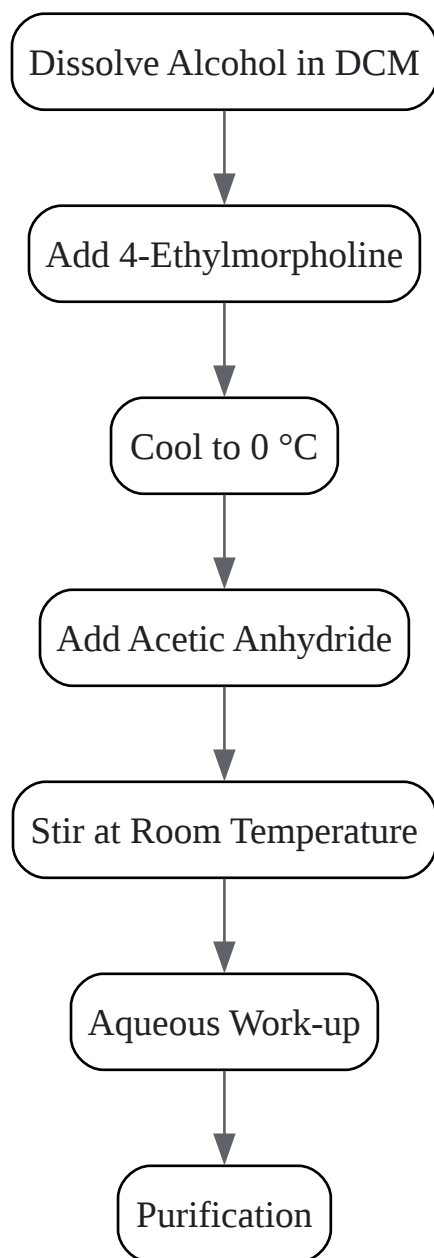 Dissolve Alcohol in DCM
Add 4-Ethylmorpholine
Cool to 0 °C
Add Acetic Anhydride
Stir at Room Temperature
Aqueous Work-up
Purification